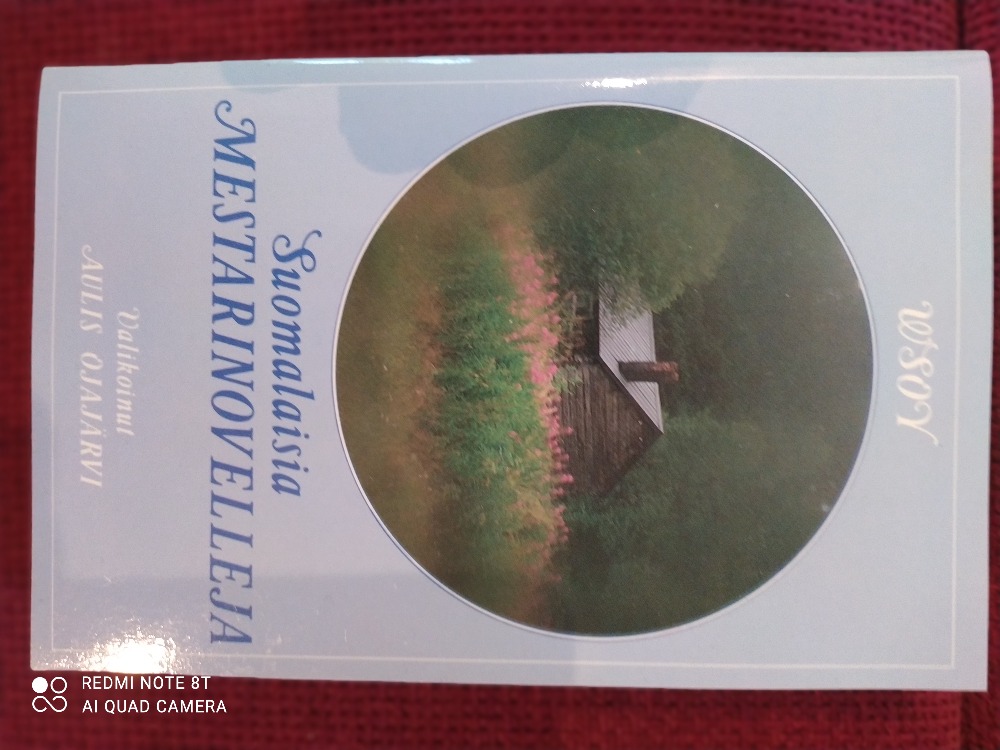 WSOY
Suomalaisia
MESTARINOVELLEJA
Valikoinut
AULIS OJAJÄRVI
REDMI NOTE 8T
AI QUAD CAMERA